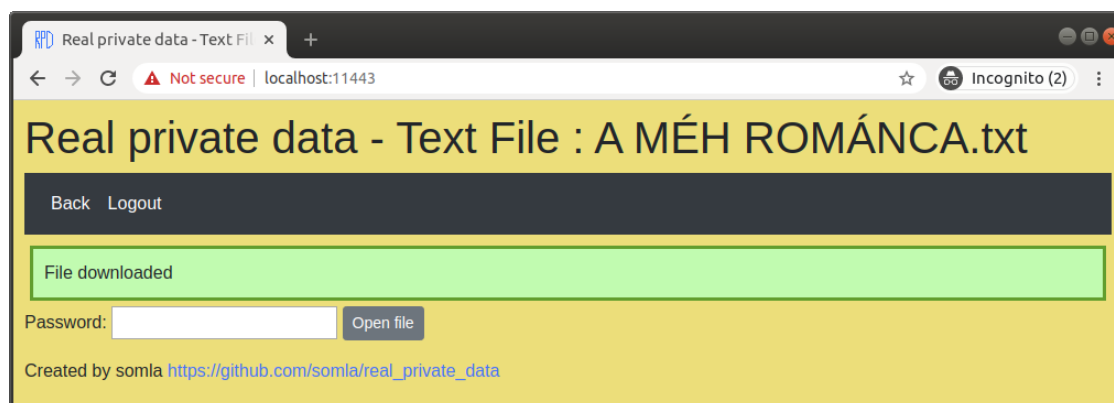 RPD Real private data - Text Fil
Not secure localhost:11443
Incognito (2)
Real private data - Text File : A MÉH ROMÁNCA.txt
Back Logout
File downloaded
Password: Open file
Created by somla https://github.com/somla/real_private_data